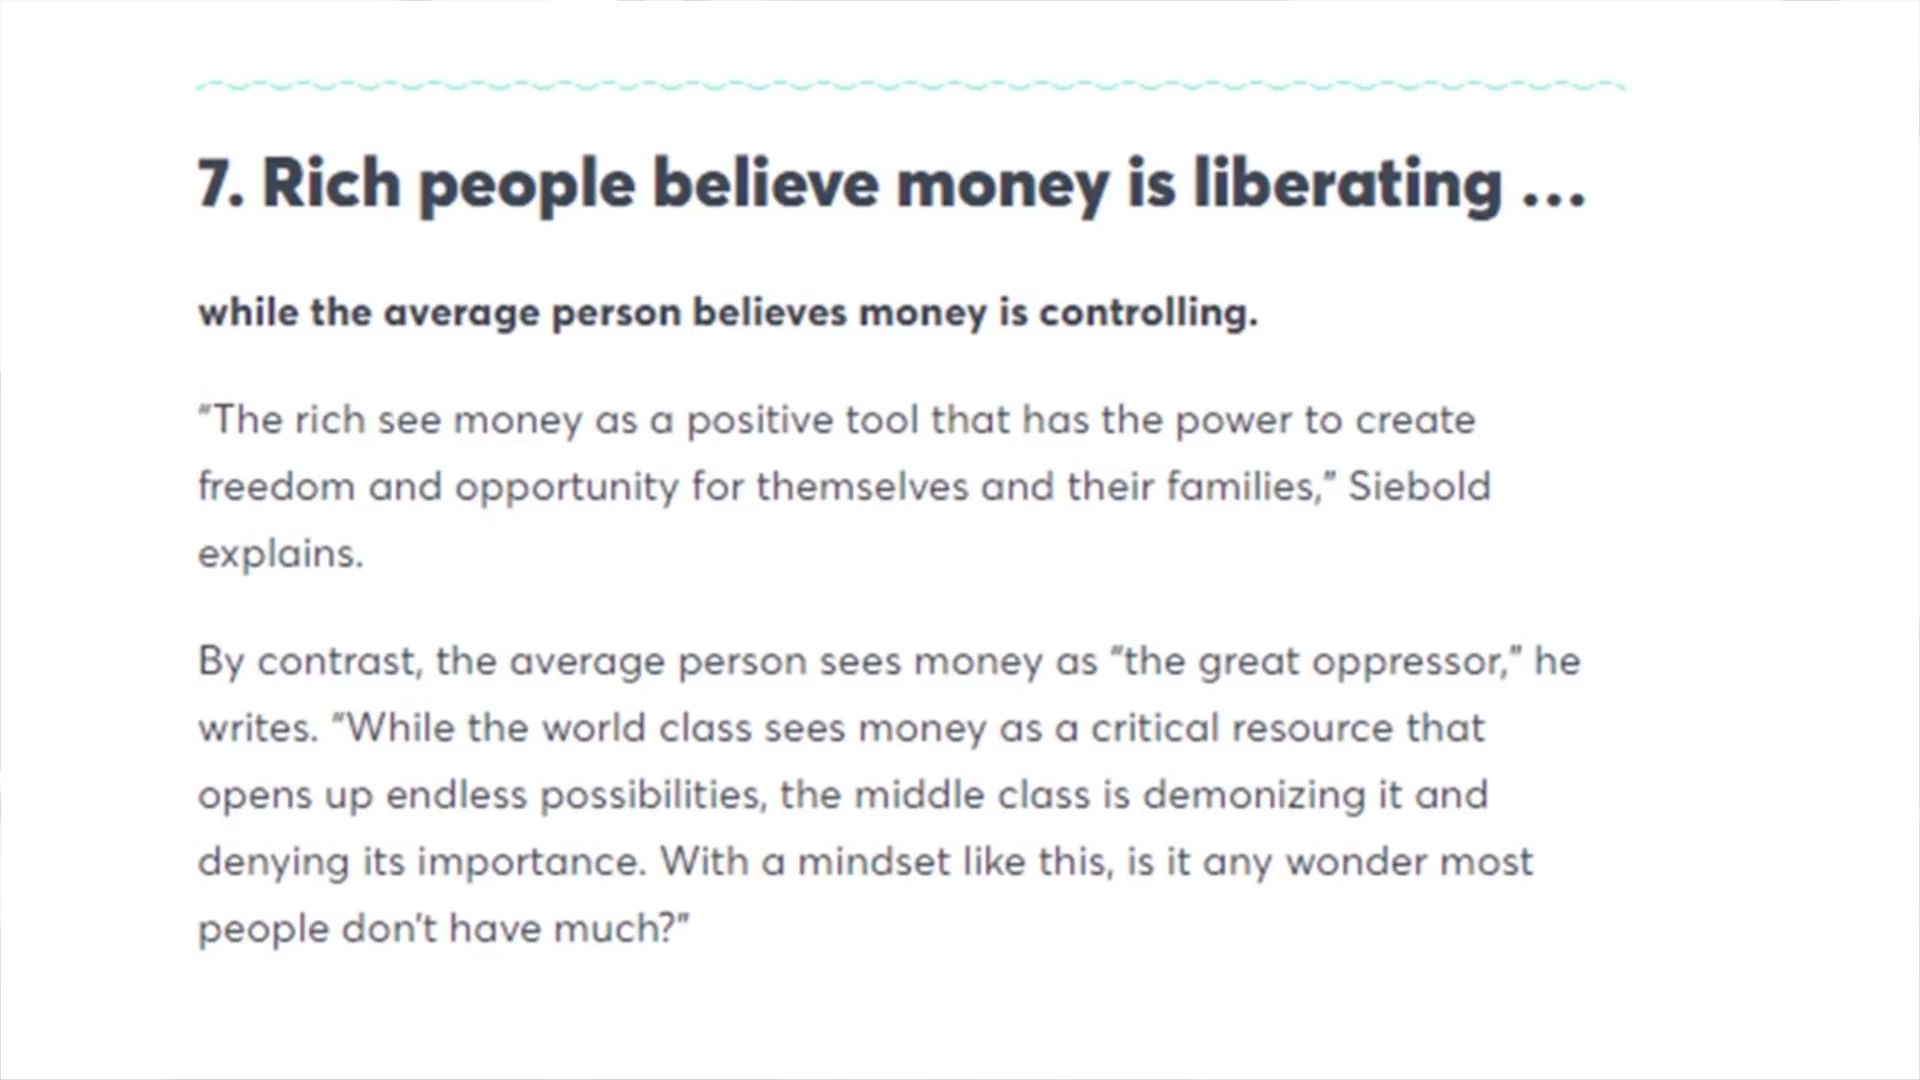 7. Rich people believe money is liberating ...
while the average person believes money is controlling.
“The rich see money as a positive tool that has the power to create
freedom and opportunity for themselves and their families,” Siebold
explains.
By contrast, the average person sees money as “the great oppressor,” he
writes. “While the world class sees money as a critical resource that
opens up endless possibilities, the middle class is demonizing it and
denying its importance. With a mindset like this, is it any wonder most
people don’t have much?”